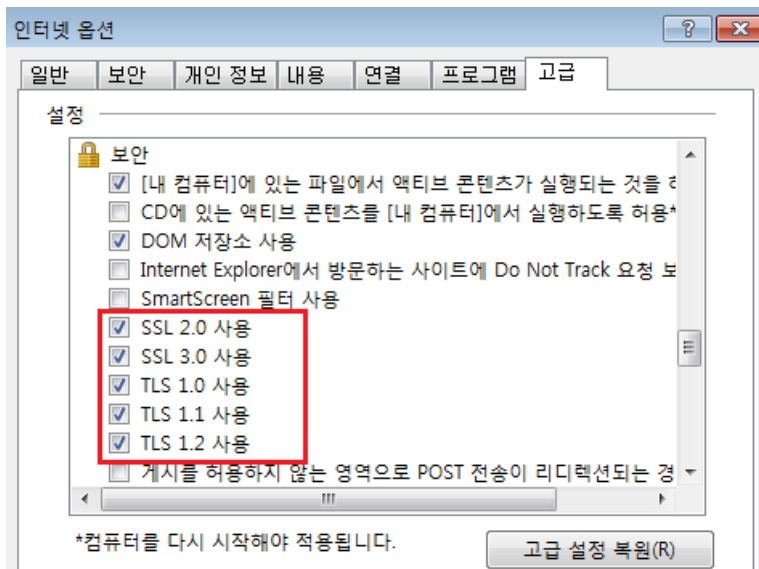 인터넷 옵션
일반 보안 개인 정보 내용 연결 프로그램 고급
설정
보안
[내 컴퓨터]에 있는 파일에서 액티브 콘텐츠가 실행되는 것을
CD에 있는 액티브 콘텐츠를 [내 컴퓨터]에서 실행하도록 허용*
DOM 저장소 사용
Internet Explorer에서 방문하는 사이트에 Do Not Track 요청 보
SmartScreen 필터 사용
SSL 2.0 사용
SSL 3.0 사용
TLS 1.0 사용
TLS 1.1 사용
TLS 1.2 사용
게시를 허용하지 않는 영역으로 POST 전송이 리디렉션되는 경
*컴퓨터를 다시 시작해야 적용됩니다.
고급 설정 복원(R)